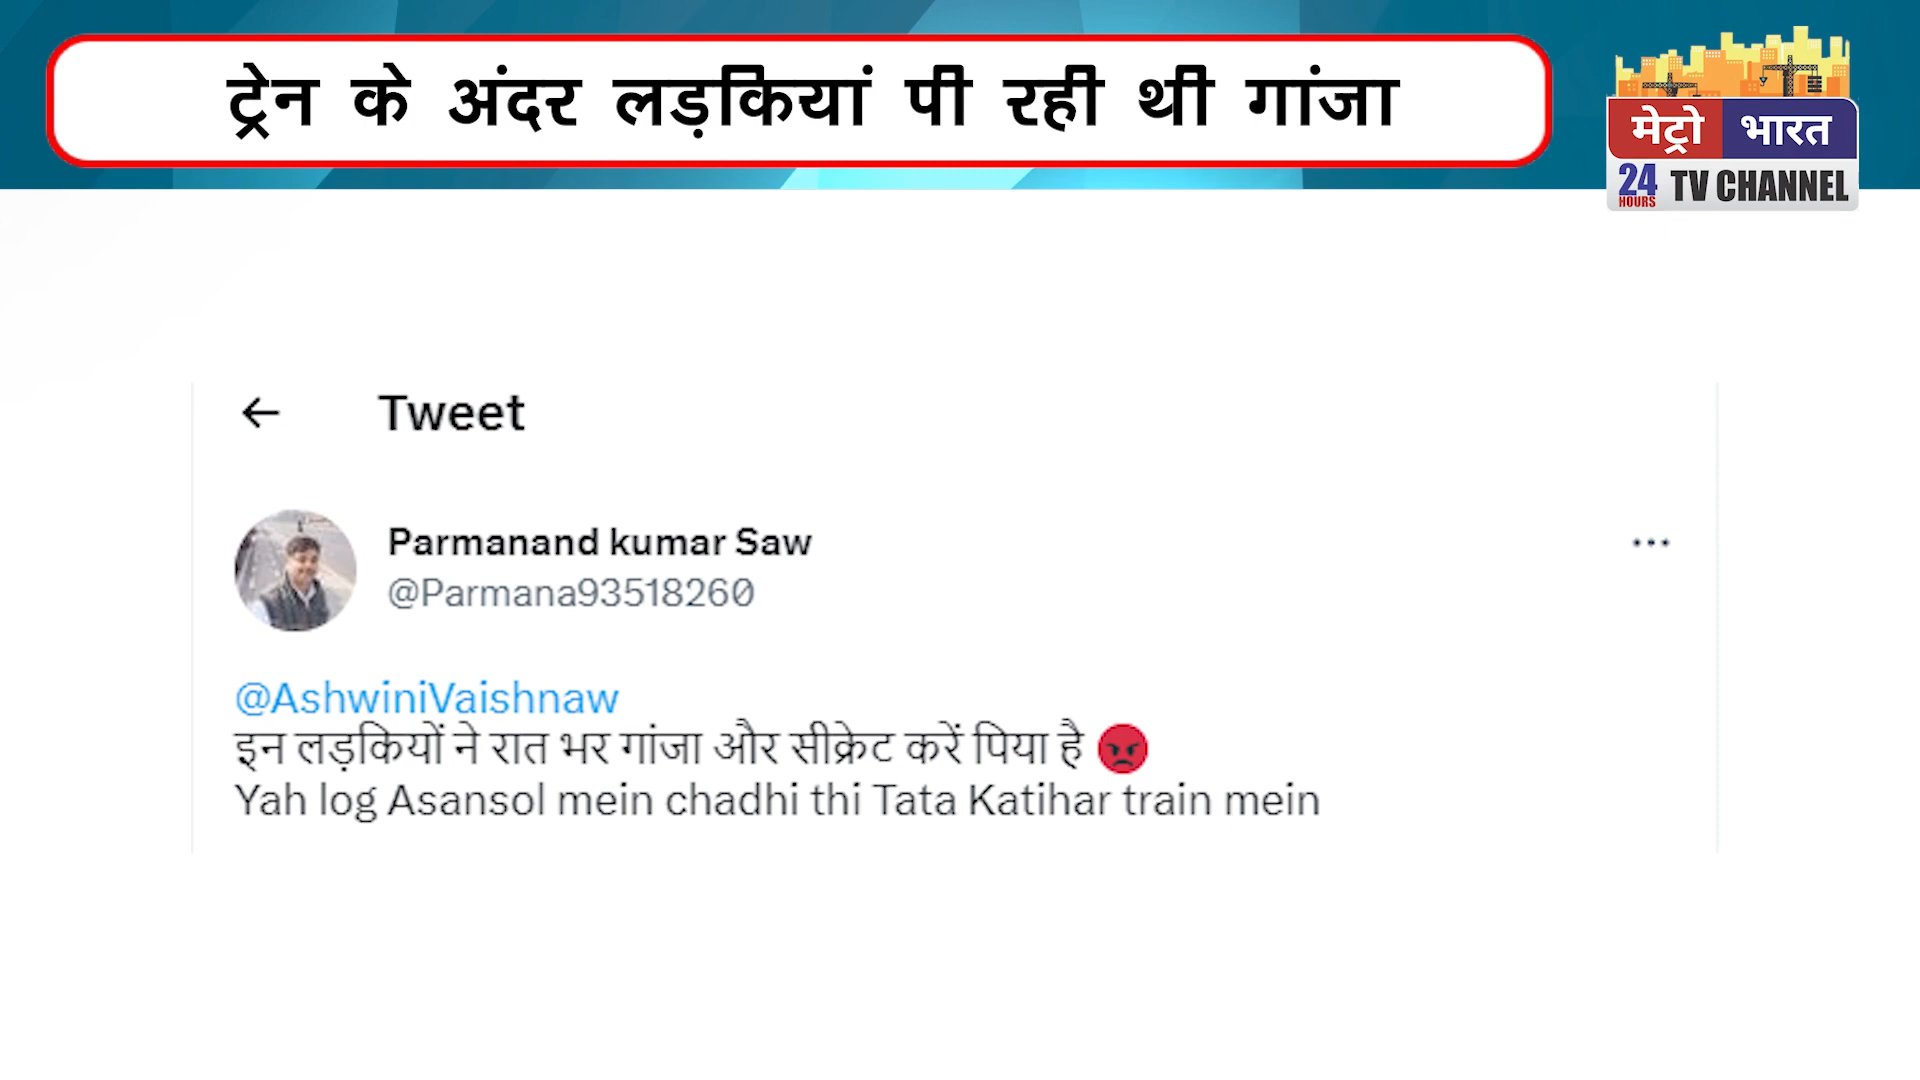 ट्रेन के अंदर लड़कियां पी रही थी गांजा
मेट्रो भारत
24 HOURS TV CHANNEL
← Tweet
Parmanand kumar Saw
@Parmana93518260
@AshwiniVaishnaw
इन लड़कियों ने रात भर गांजा और सीक्रेट करें पिया है 😡
Yah log Asansol mein chadhi thi Tata Katihar train mein